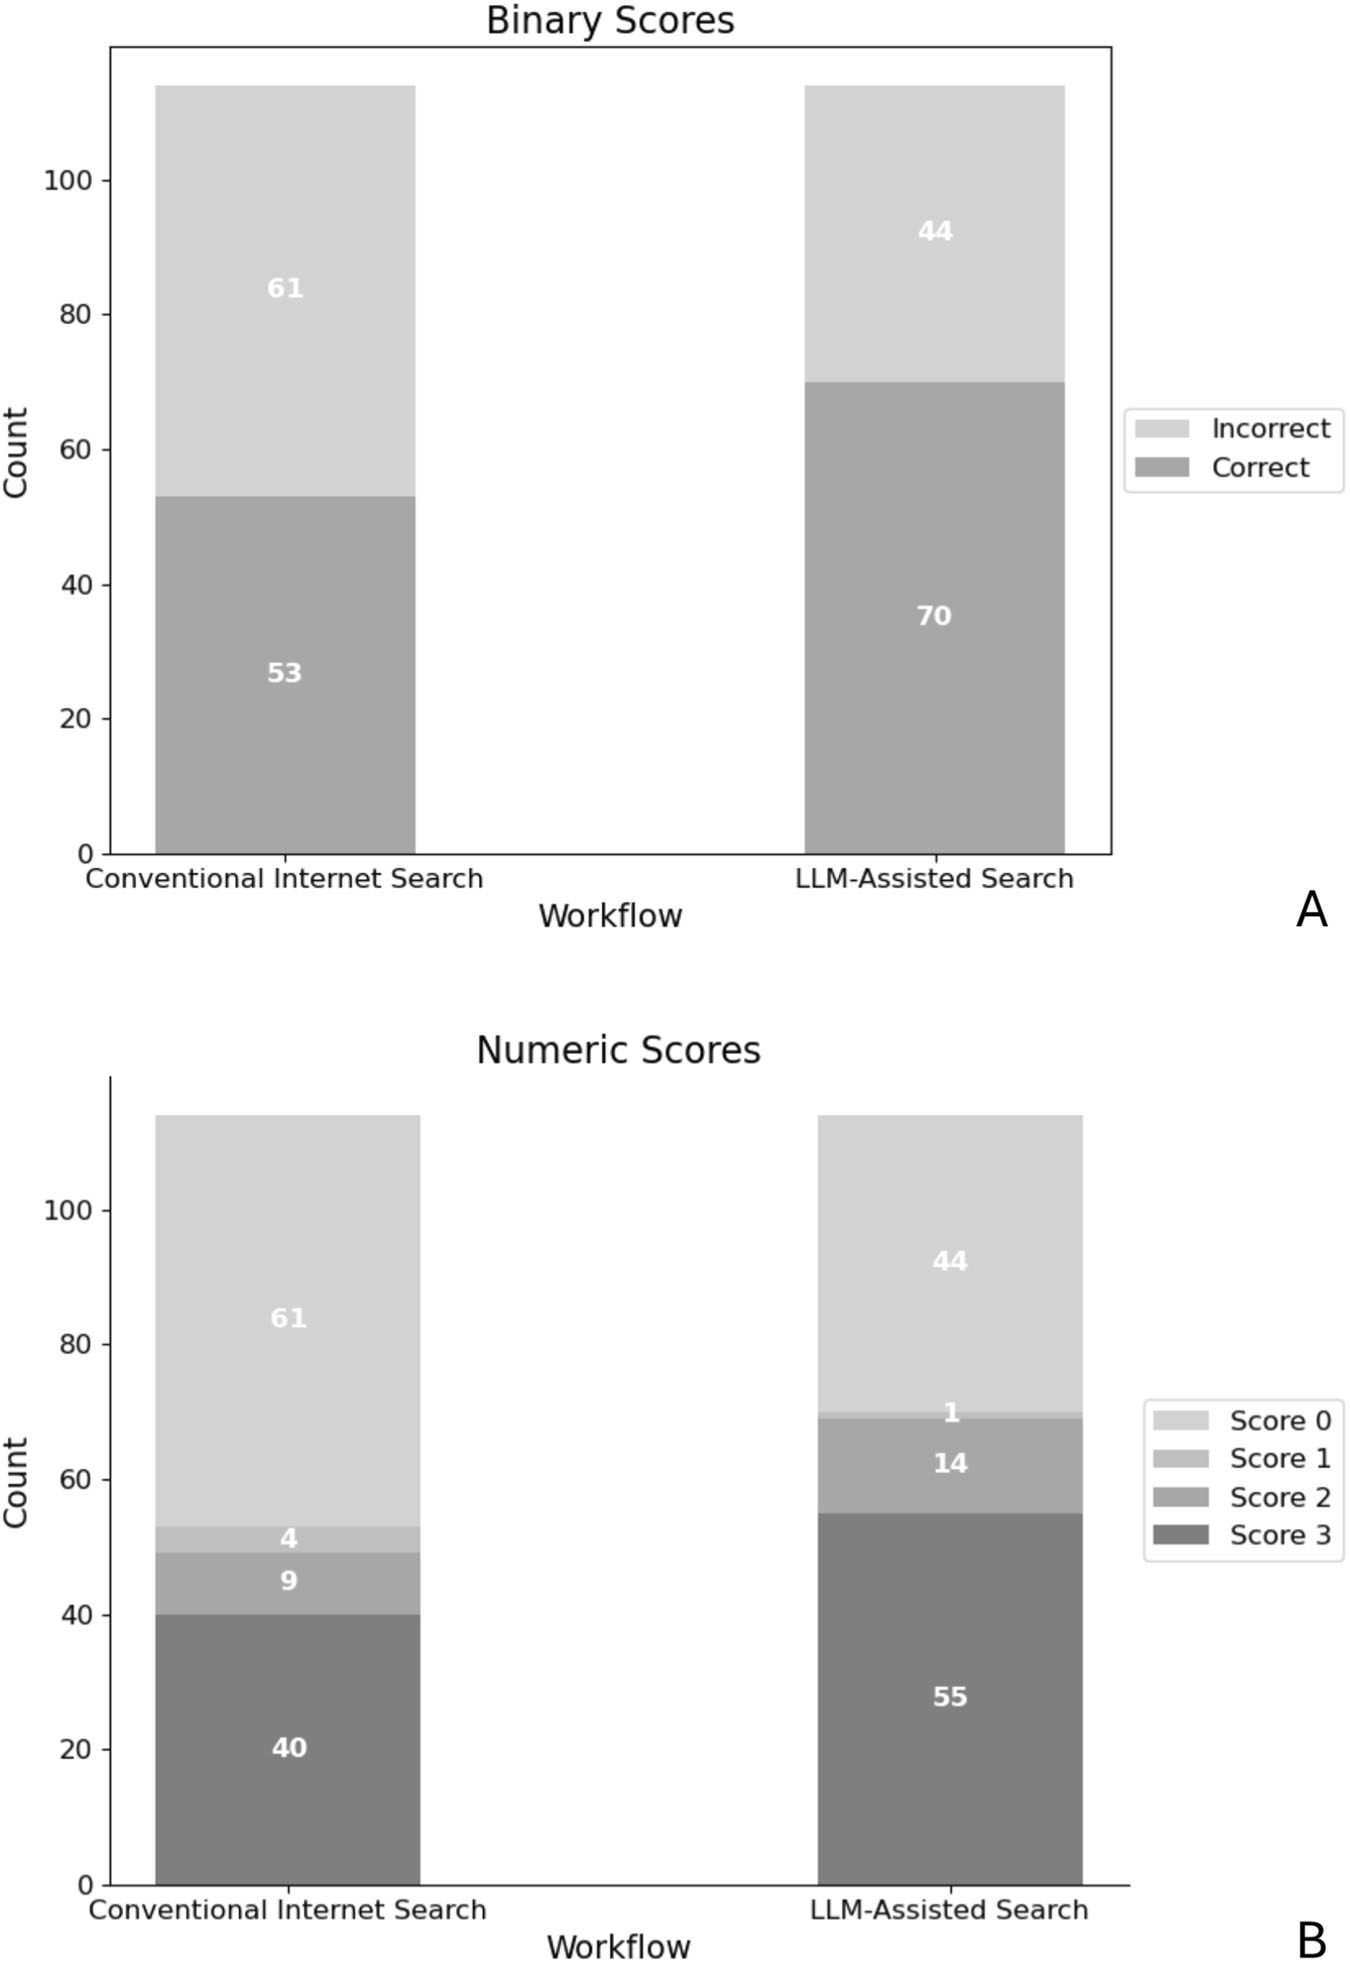 Binary Scores
100
80
60
40
20
0
Count
61
53
44
70
Incorrect
Correct
Conventional Internet Search
LLM-Assisted Search
Workflow
A
Numeric Scores
100
80
60
40
20
0
Count
61
4
9
40
44
1
14
55
Score 0
Score 1
Score 2
Score 3
Conventional Internet Search
LLM-Assisted Search
Workflow
B